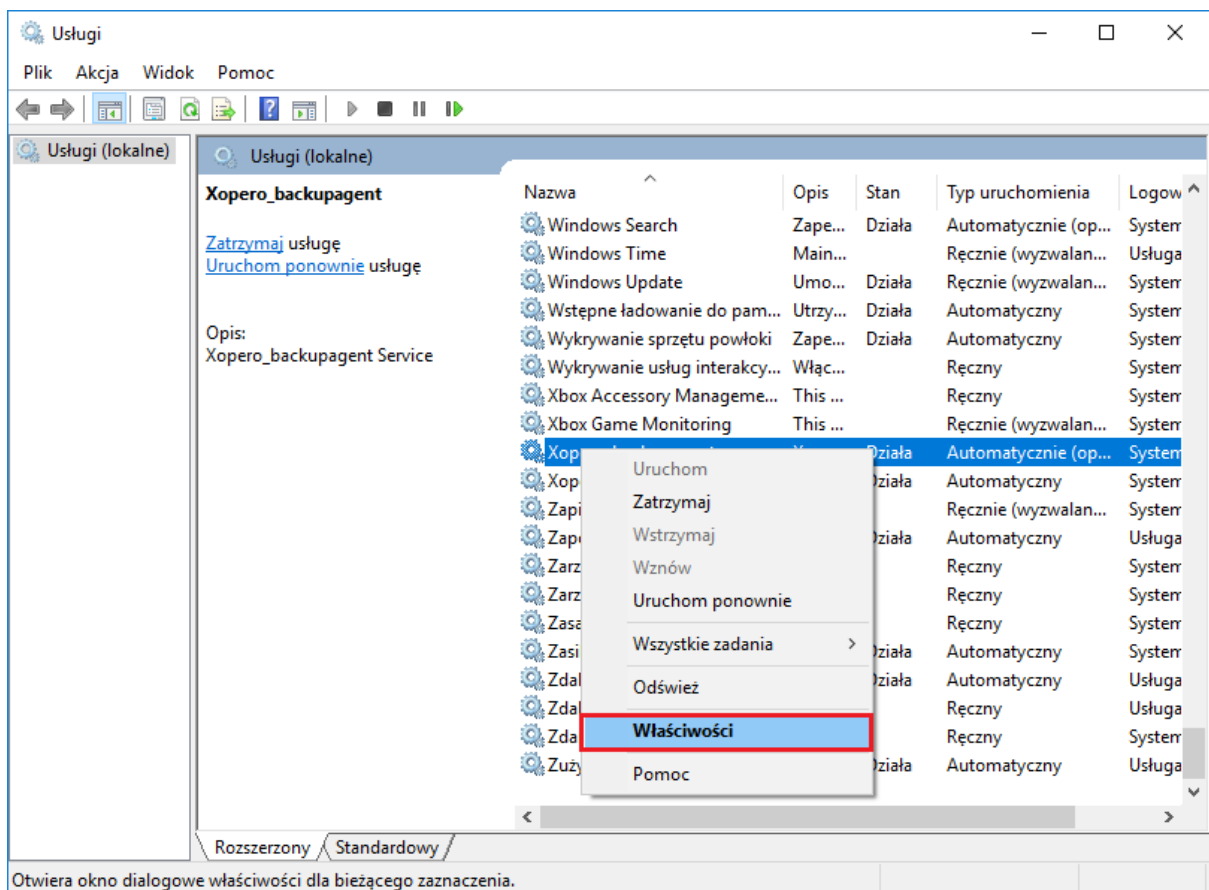 Usługi
Plik Akcja Widok Pomoc
Usługi (lokalne)
Usługi (lokalne)
Xopero_backupagent
Zatrzymaj usługę
Uruchom ponownie usługę
Opis:
Xopero_backupagent Service
Nazwa Opis Stan Typ uruchomienia Logow
Windows Search Zape... Działa Automatycznie (op... System
Windows Time Main... Ręcznie (wyzwalan... Usługa
Windows Update Umo... Działa Ręcznie (wyzwalan... System
Wstępne ładowanie do pam... Utrzy... Działa Automatyczny System
Wykrywanie sprzętu powłoki Zape... Działa Automatyczny System
Wykrywanie usług interakcy... Włąc... Ręczny System
Xbox Accessory Manageme... This ... Ręczny System
Xbox Game Monitoring This ... Ręcznie (wyzwalan... System
Działa Automatycznie (op... System
Xop Działa Automatyczny System
Zapi Ręcznie (wyzwalan... System
Zap Działa Automatyczny Usługa
Zarz Ręczny System
Zarz Ręczny System
Zasa Ręczny System
Zasi Działa Automatyczny System
Zdal Działa Automatyczny Usługa
Zdal Ręczny Usługa
Zda Ręczny System
Zuży Działa Automatyczny Usługa
Uruchom
Zatrzymaj
Wstrzymaj
Wznów
Uruchom ponownie
Wszystkie zadania
Odśwież
Właściwości
Pomoc
Rozszerzony Standardowy
Otwiera okno dialogowe właściwości dla bieżącego zaznaczenia.